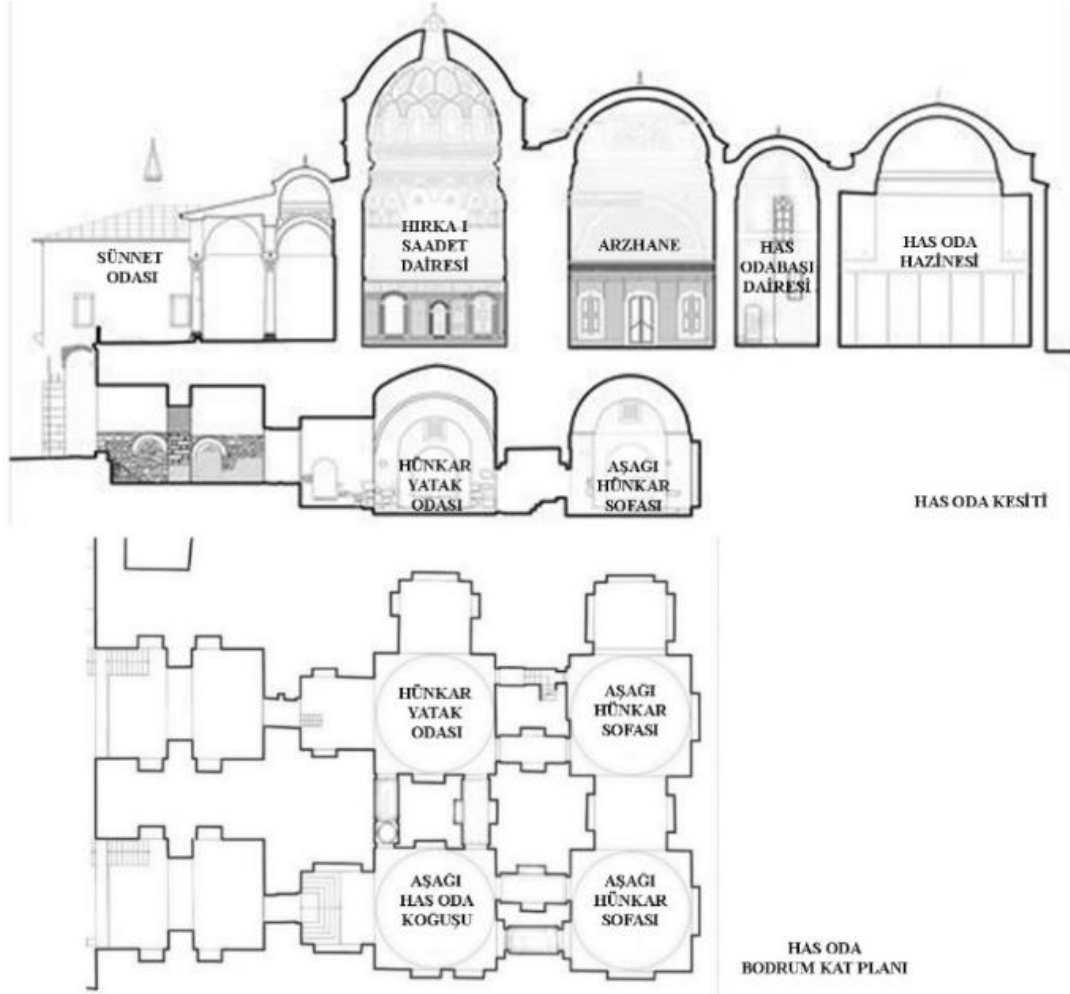 SÜNNET
ODASI
HIRKA I
SAADET
DAİRESİ
ARZHANE
HAS
ODABAŞI
DAİRESİ
HAS ODA
HAZİNESİ
HÜNKAR
YATAK
ODASI
AŞAĞI
HÜNKAR
SOFASI
HAS ODA KESİTİ
HÜNKAR
YATAK
ODASI
AŞAĞI
HÜNKAR
SOFASI
AŞAĞI
HAS ODA
KOĞUŞU
AŞAĞI
HÜNKAR
SOFASI
HAS ODA
BODRUM KAT PLANI